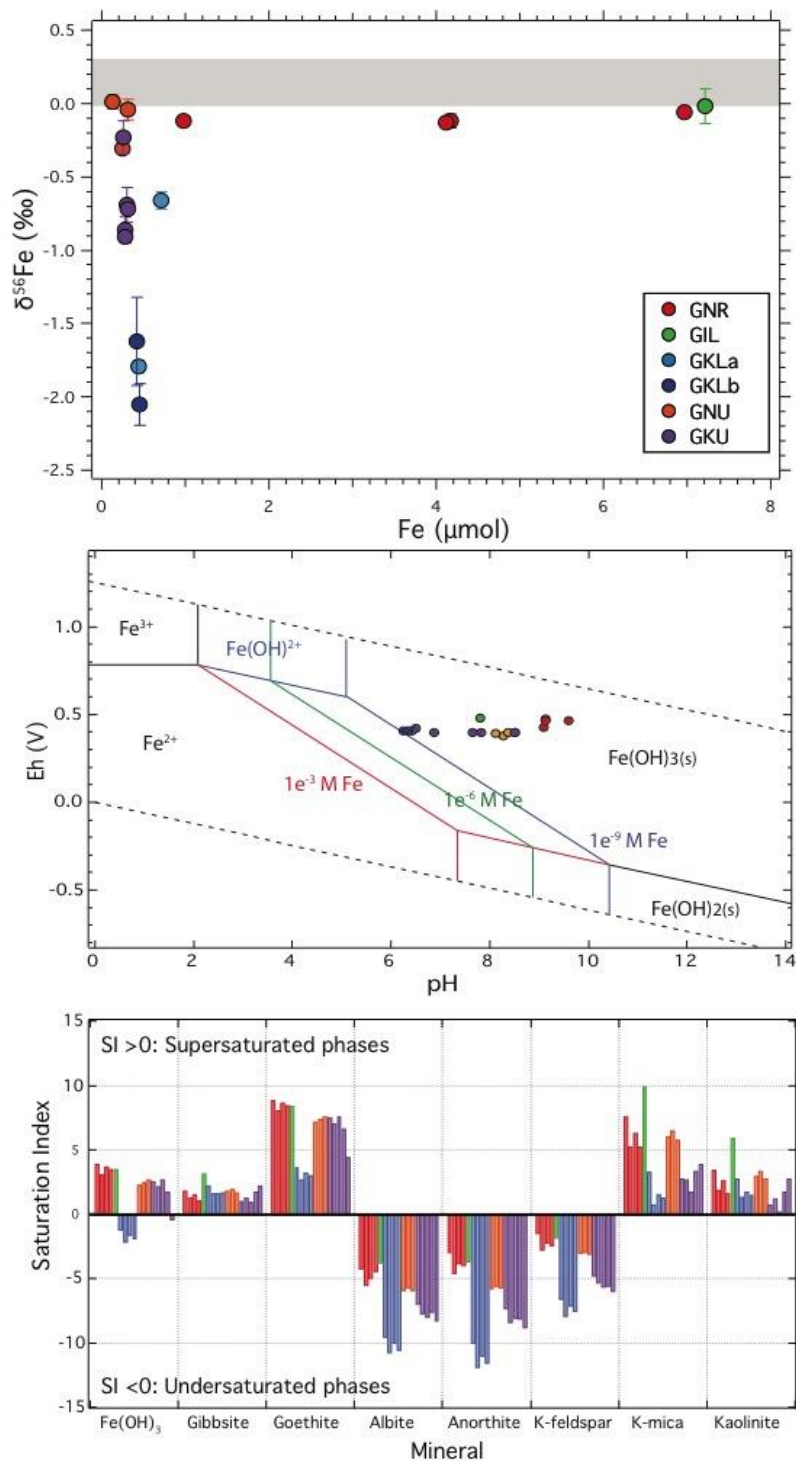 0.5
0.0
-0.5
-1.0
-1.5
-2.0
-2.5
δ⁵⁶Fe (‰)
GNR
GIL
GKLa
GKLb
GNU
GKU
0 2 4 6 8
Fe (μmol)
1.0
0.5
0.0
-0.5
Eh (V)
Fe³⁺
Fe(OH)²⁺
Fe²⁺
Fe(OH)3(s)
1e⁻³ M Fe
1e⁻⁶ M Fe
1e⁻⁹ M Fe
Fe(OH)2(s)
0 2 4 6 8 10 12 14
pH
15
10
5
0
-5
-10
-15
Saturation Index
SI >0: Supersaturated phases
SI <0: Undersaturated phases
Fe(OH)₃ Gibbsite Goethite Albite Anorthite K-feldspar K-mica Kaolinite
Mineral